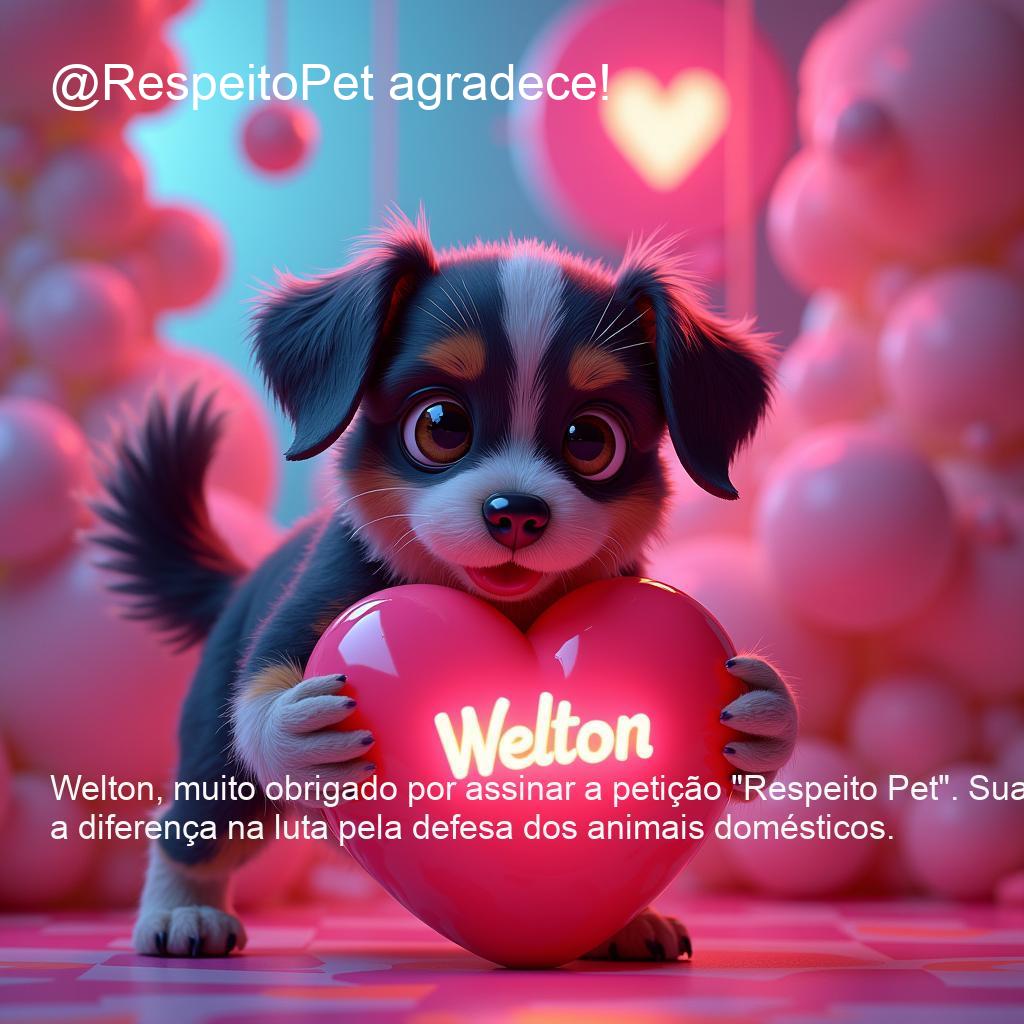 @RespeitoPet agradece!
Welton
Welton, muito obrigado por assinar a petição "Respeito Pet". Sua
a diferença na luta pela defesa dos animais domésticos.